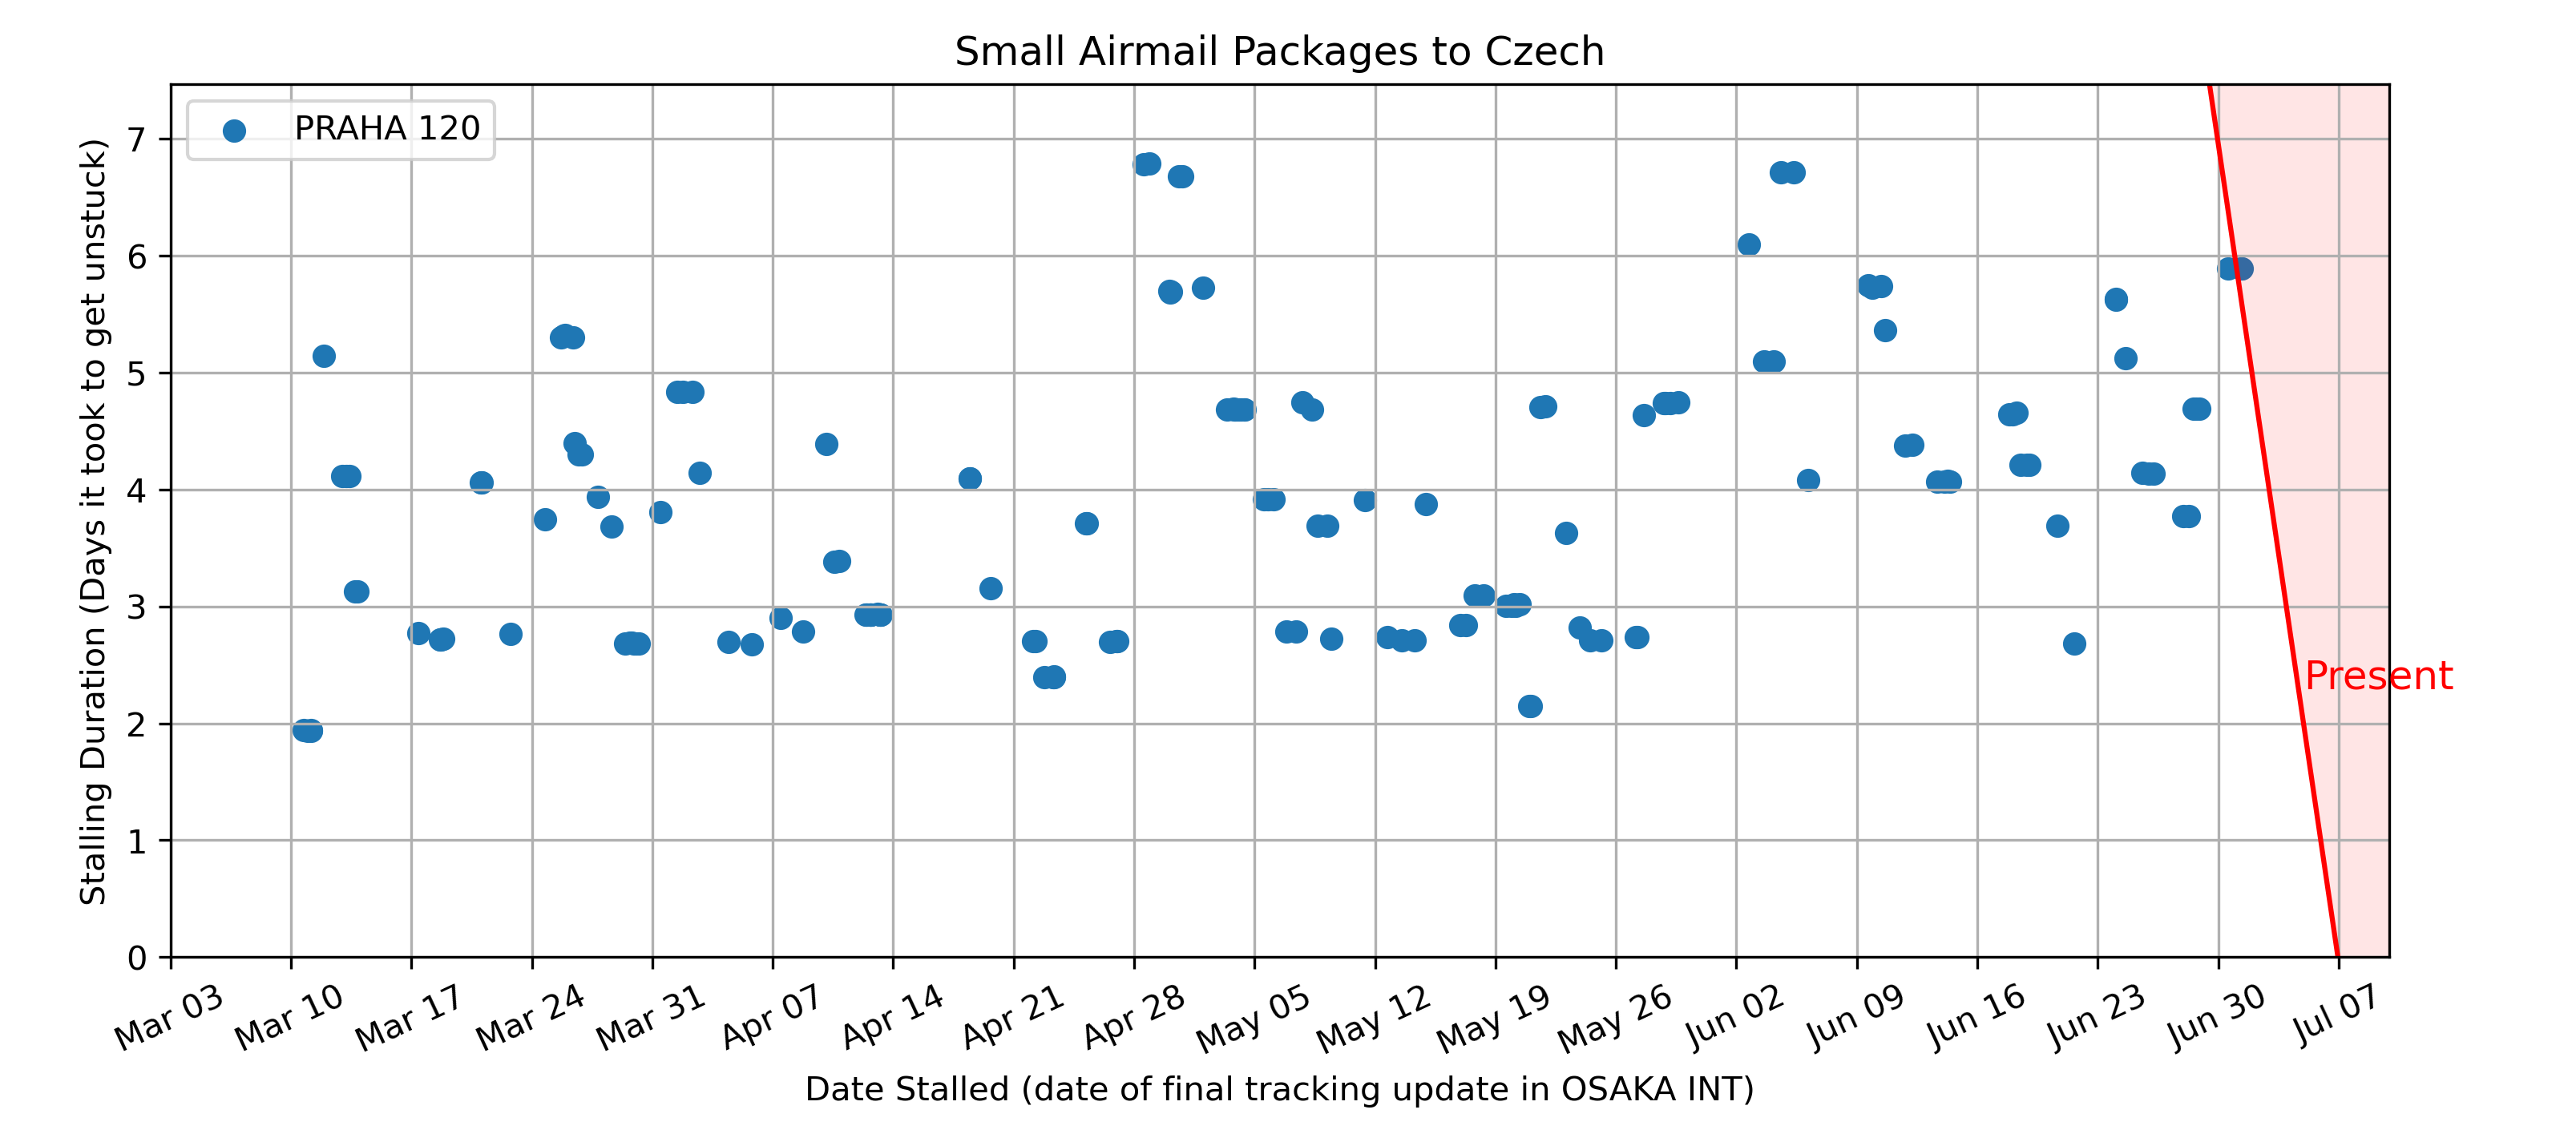 Small Airmail Packages to Czech
PRAHA 120
Stalling Duration (Days it took to get unstuck)
7
6
5
4
3
2
1
0
Present
Mar 03
Mar 10
Mar 17
Mar 24
Mar 31
Apr 07
Apr 14
Apr 21
Apr 28
May 05
May 12
May 19
May 26
Jun 02
Jun 09
Jun 16
Jun 23
Jun 30
Jul 07
Date Stalled (date of final tracking update in OSAKA INT)